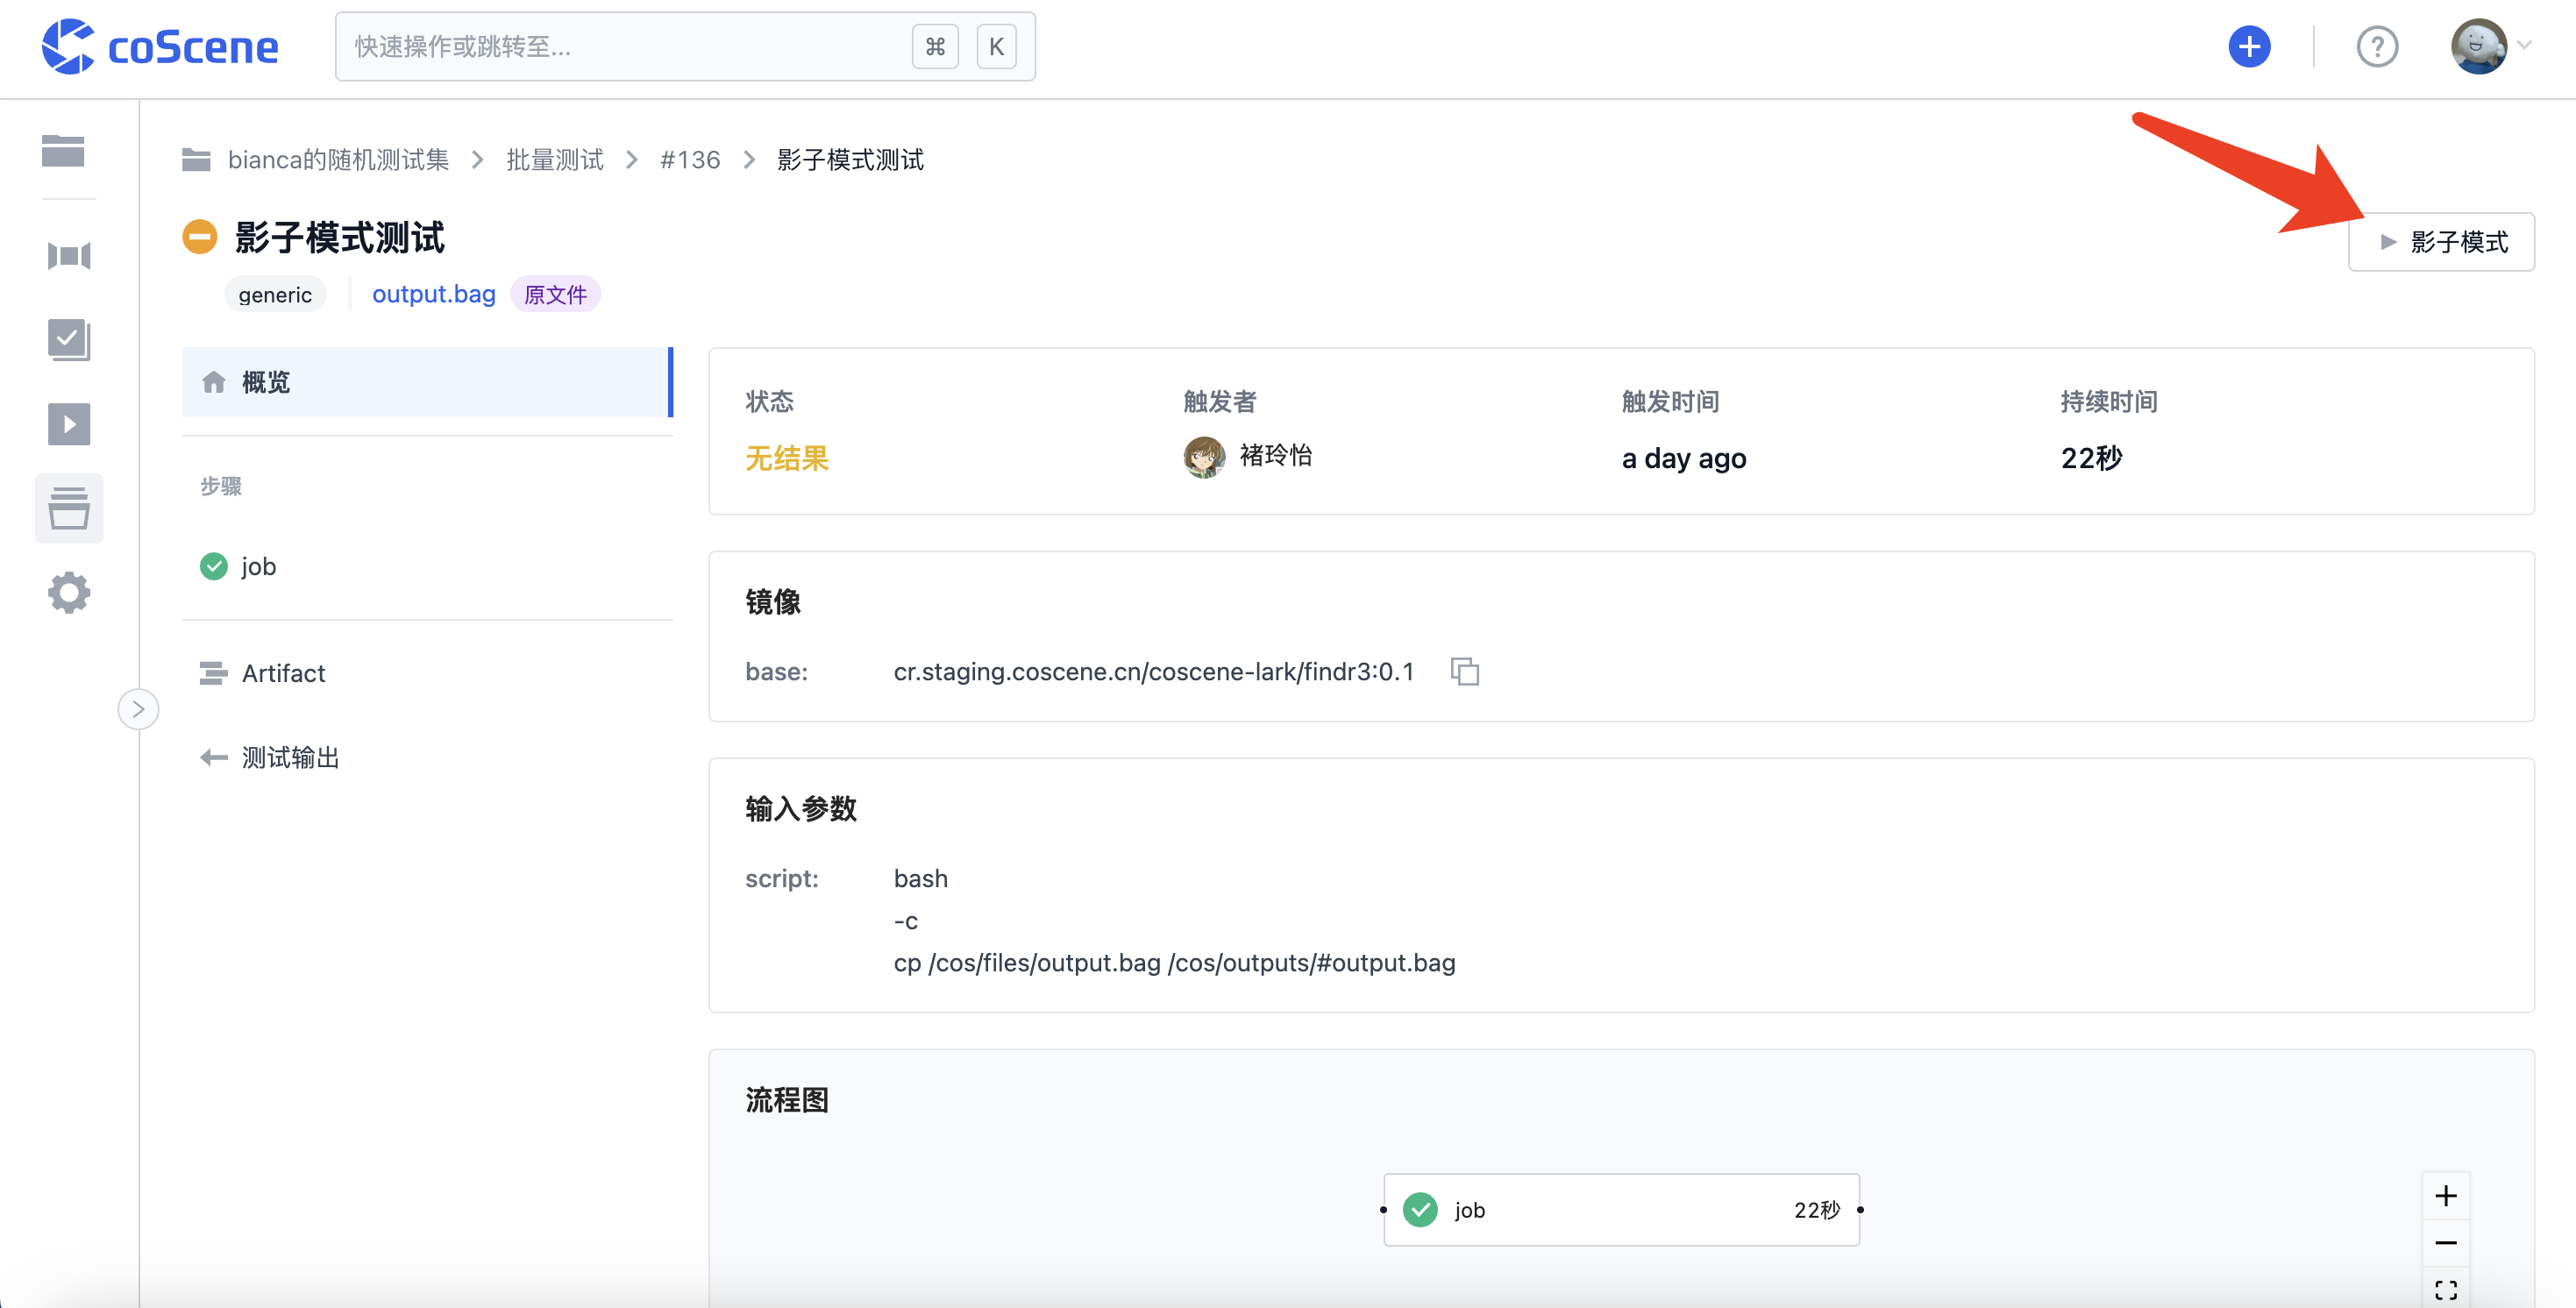 coScene
快速操作或跳转至...
⌘ K
bianca的随机测试集 > 批量测试 > #136 > 影子模式测试
影子模式测试
影子模式
generic
output.bag 原文件
概览
步骤
job
Artifact
测试输出
状态 触发者 触发时间 持续时间
无结果 褚玲怡 a day ago 22秒
镜像
base: cr.staging.coscene.cn/coscene-lark/findr3:0.1
输入参数
script: bash
-c
cp /cos/files/output.bag /cos/outputs/#output.bag
流程图
job 22秒